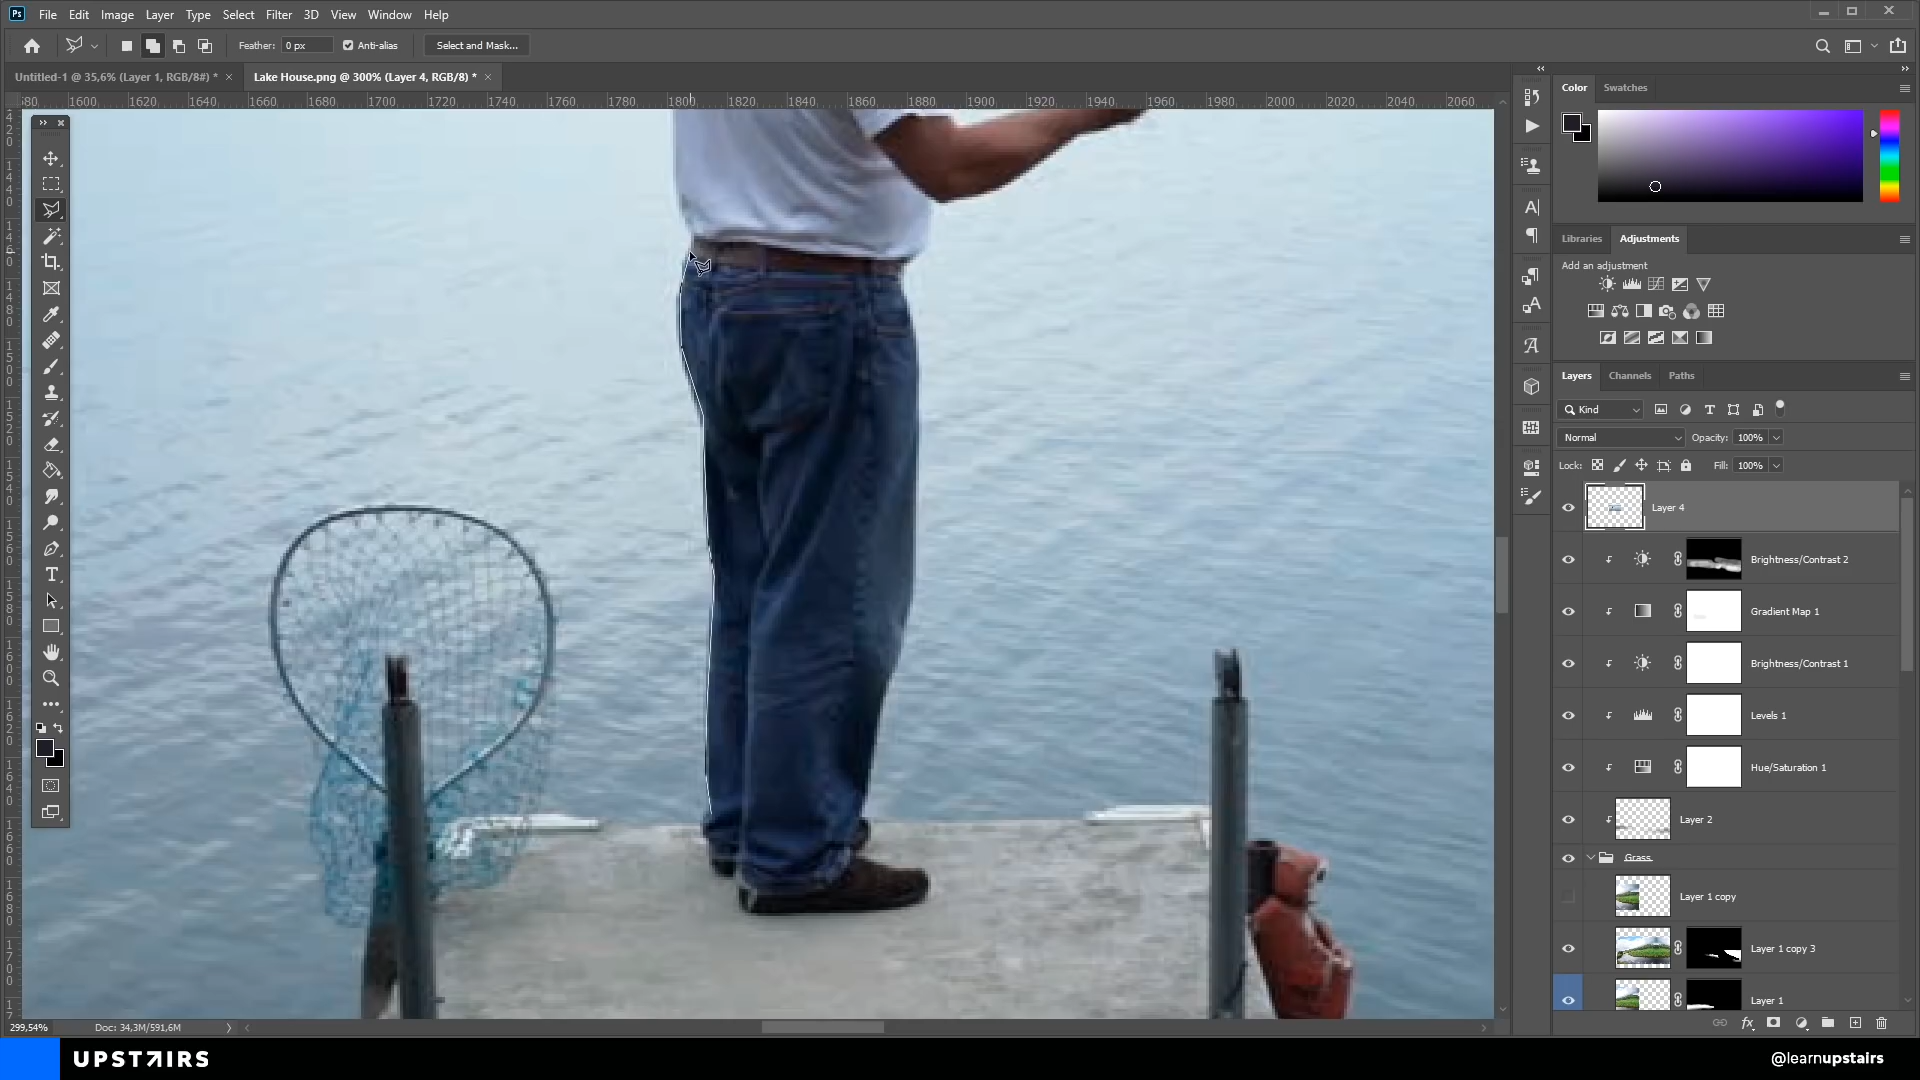 Ps File Edit Image Layer Type Select Filter 3D View Window Help
Feather: 0 px Anti-alias Select and Mask...
Untitled-1 @ 35,6% (Layer 1, RGB/8#) * Lake House.png @ 300% (Layer 4, RGB/8) *
1600 1620 1640 1660 1680 1700 1720 1740 1760 1780 1800 1820 1840 1860 1880 1900 1920 1940 1960 1980 2000 2020 2040 2060
Color Swatches
Libraries Adjustments
Add an adjustment
Layers Channels Paths
Kind
Normal Opacity: 100%
Lock: Fill: 100%
Layer 4
Brightness/Contrast 2
Gradient Map 1
Brightness/Contrast 1
Levels 1
Hue/Saturation 1
Layer 2
Grass
Layer 1 copy
Layer 1 copy 3
Layer 1
299,54% Doc: 34,3M/591,6M
UPSTAIRS
@learnupstairs